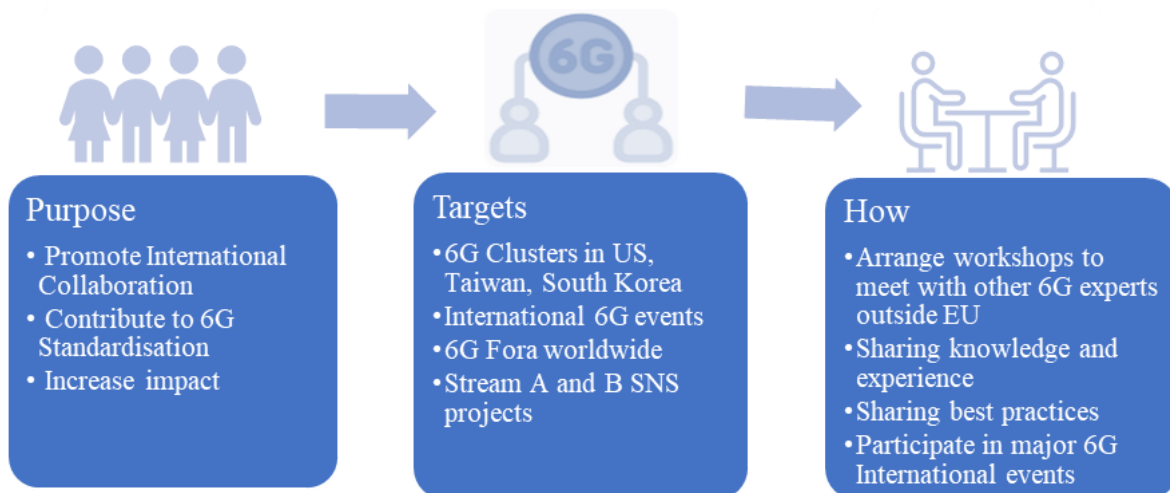 6G
Purpose
• Promote International
Collaboration
• Contribute to 6G
Standardisation
• Increase impact
Targets
• 6G Clusters in US,
Taiwan, South Korea
• International 6G events
• 6G Fora worldwide
• Stream A and B SNS
projects
How
• Arrange workshops to
meet with other 6G experts
outside EU
• Sharing knowledge and
experience
• Sharing best practices
• Participate in major 6G
International events